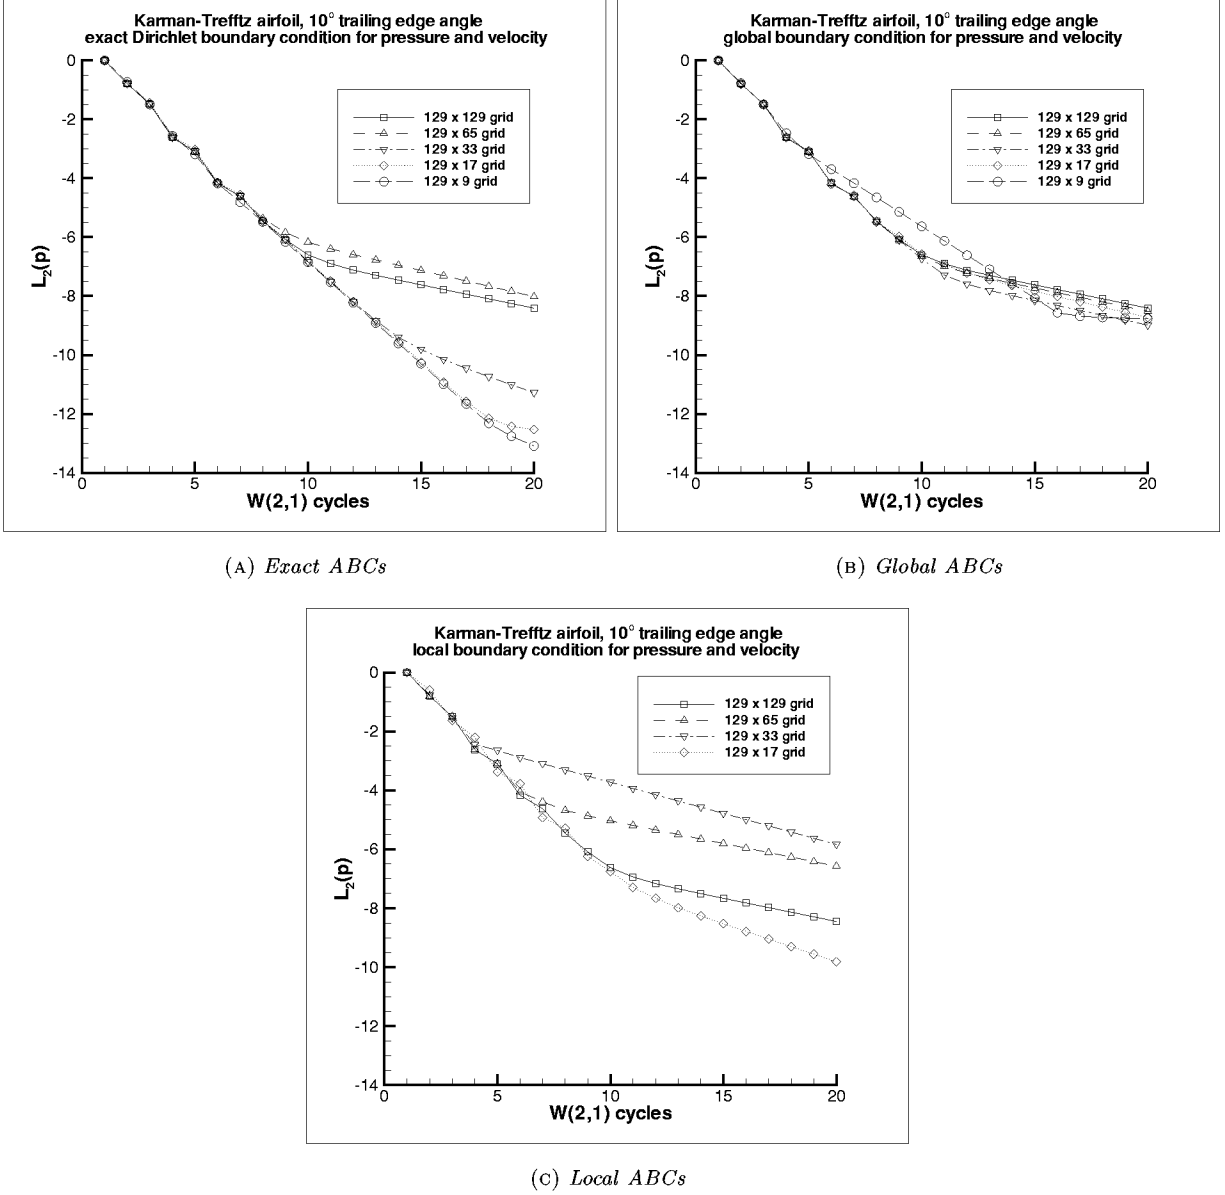 Karman-Trefftz airfoil, 10° trailing edge angle
exact Dirichlet boundary condition for pressure and velocity
0
-2
-4
-6
-8
-10
-12
-14
L2(p)
129 x 129 grid
129 x 65 grid
129 x 33 grid
129 x 17 grid
129 x 9 grid
0 5 10 15 20
W(2,1) cycles
(A) Exact ABCs
Karman-Trefftz airfoil, 10° trailing edge angle
global boundary condition for pressure and velocity
0
-2
-4
-6
-8
-10
-12
-14
L2(p)
129 x 129 grid
129 x 65 grid
129 x 33 grid
129 x 17 grid
129 x 9 grid
0 5 10 15 20
W(2,1) cycles
(B) Global ABCs
Karman-Trefftz airfoil, 10° trailing edge angle
local boundary condition for pressure and velocity
0
-2
-4
-6
-8
-10
-12
-14
L2(p)
129 x 129 grid
129 x 65 grid
129 x 33 grid
129 x 17 grid
0 5 10 15 20
W(2,1) cycles
(C) Local ABCs